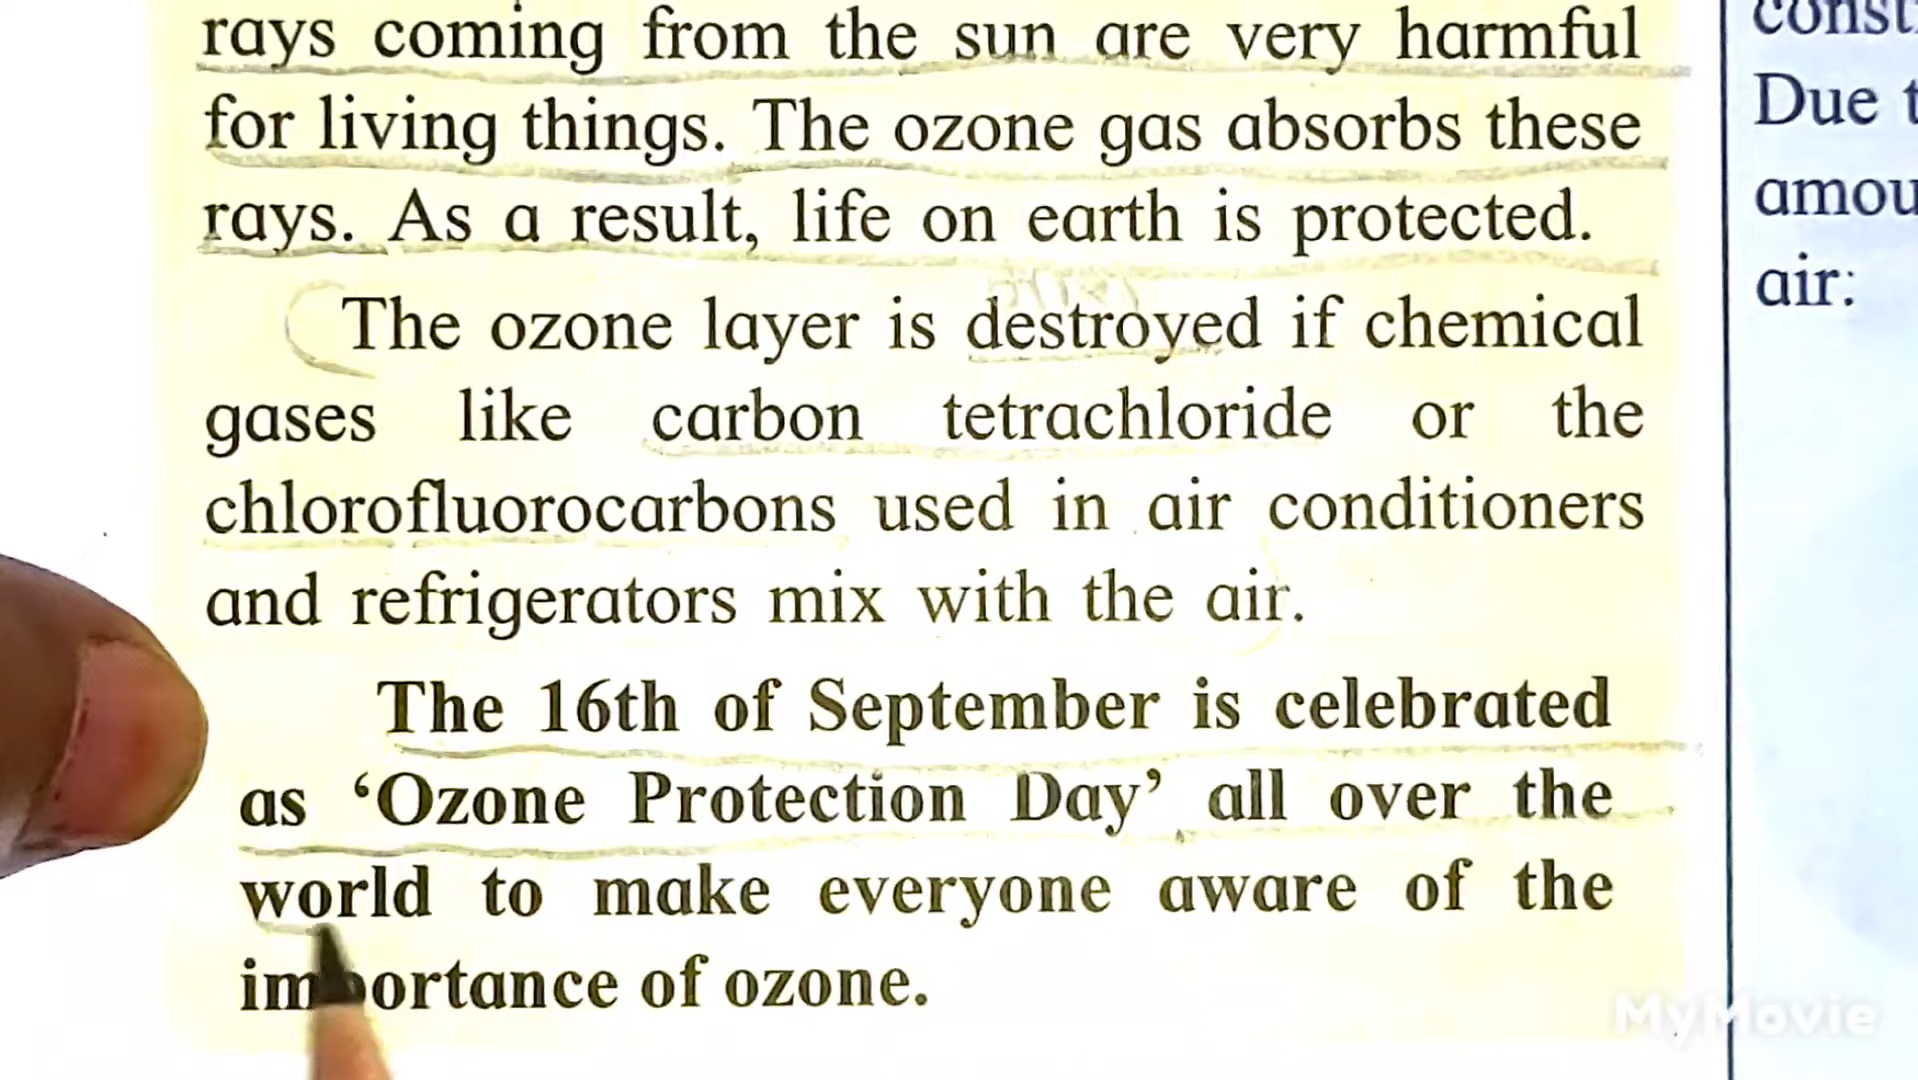 rays coming from the sun are very harmful
for living things. The ozone gas absorbs these
rays. As a result, life on earth is protected.
The ozone layer is destroyed if chemical
gases like carbon tetrachloride or the
chlorofluorocarbons used in air conditioners
and refrigerators mix with the air.
The 16th of September is celebrated
as ‘Ozone Protection Day’ all over the
world to make everyone aware of the
importance of ozone.
Due
air:
MyMovie